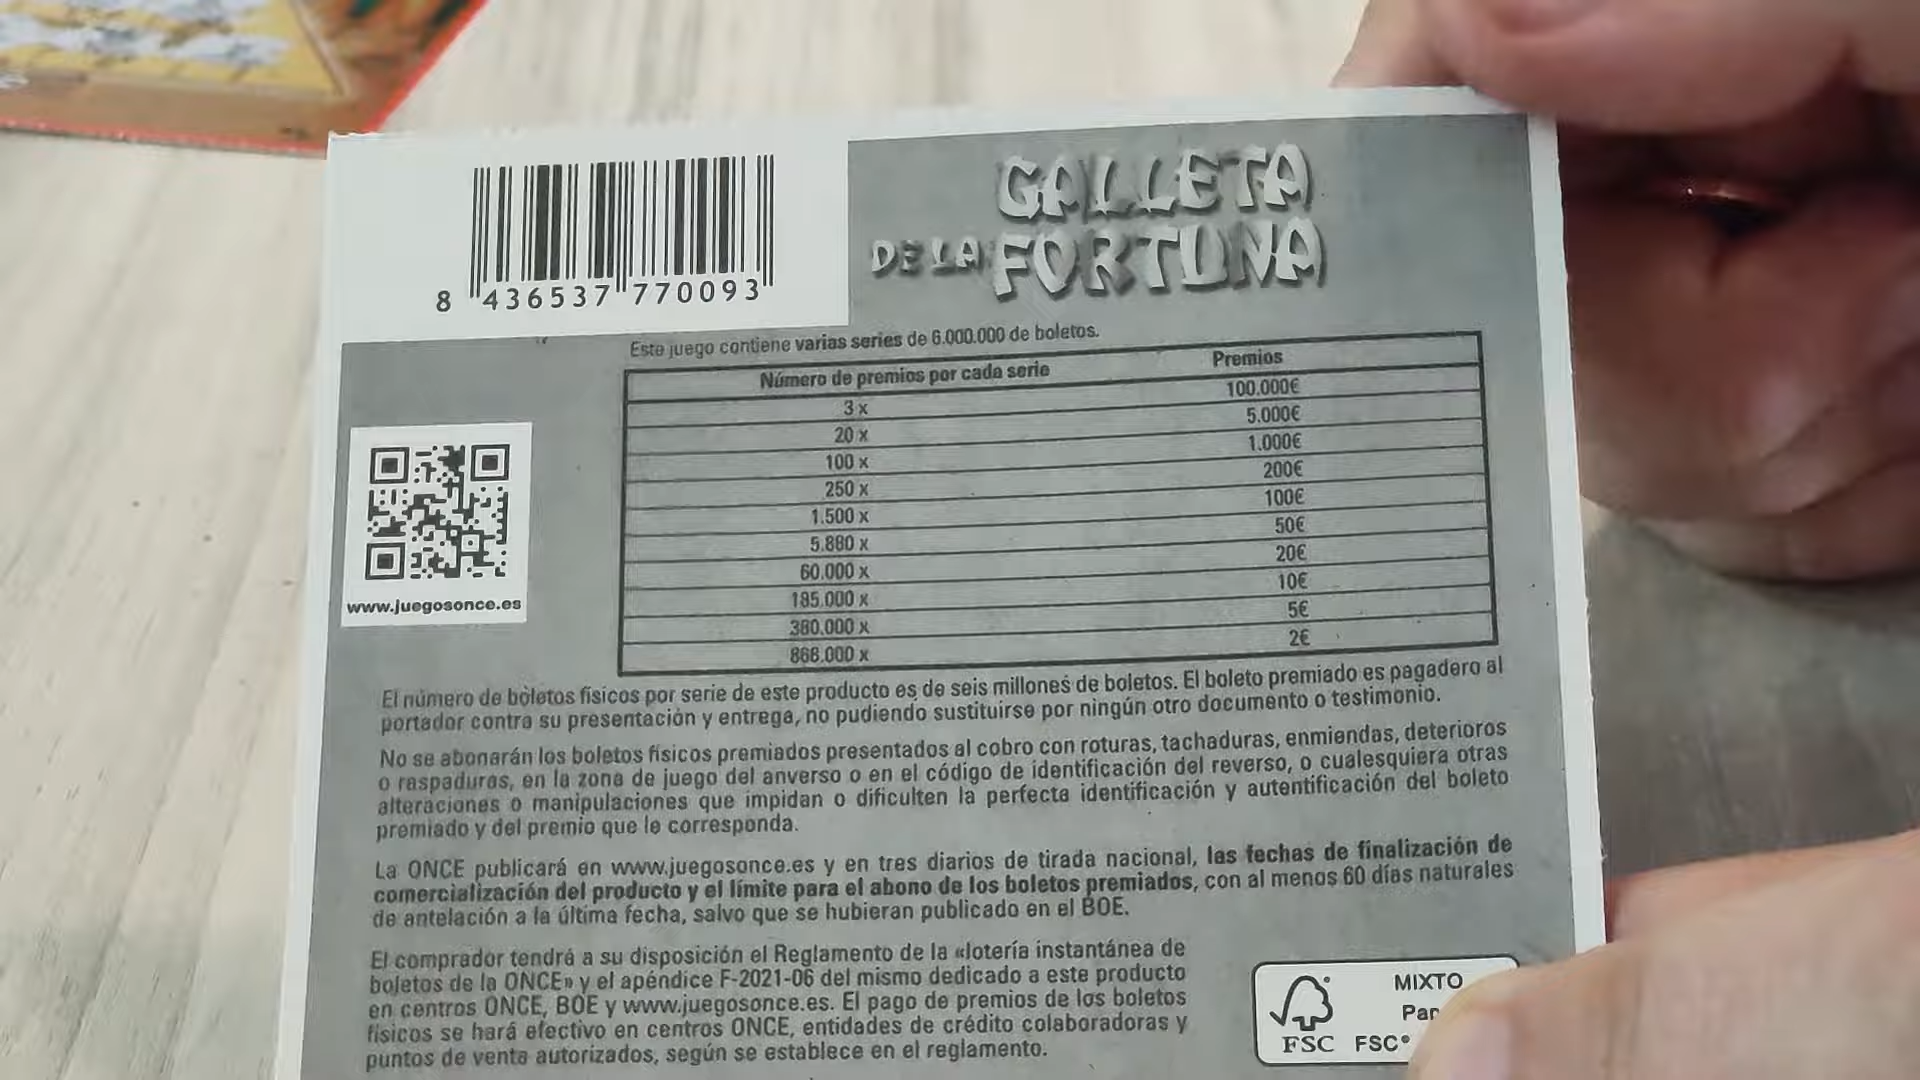 GALLETA
DE LA FORTUNA
8 436537 770093
Este juego contiene varias series de 6.000.000 de boletos.
Número de premios por cada serie Premios
3 x 100.000€
20 x 5.000€
100 x 1.000€
250 x 200€
1.500 x 100€
5.880 x 50€
60.000 x 20€
185.000 x 10€
380.000 x 5€
868.000 x 2€
www.juegosonce.es
El número de boletos físicos por serie de este producto es de seis millones de boletos. El boleto premiado es pagadero al
portador contra su presentación y entrega, no pudiendo sustituirse por ningún otro documento o testimonio.
No se abonarán los boletos físicos premiados presentados al cobro con roturas, tachaduras, enmiendas, deterioros
o raspaduras, en la zona de juego del anverso o en el código de identificación del reverso, o cualesquiera otras
alteraciones o manipulaciones que impidan o dificulten la perfecta identificación y autentificación del boleto
premiado y del premio que le corresponda.
La ONCE publicará en www.juegosonce.es y en tres diarios de tirada nacional, las fechas de finalización de
comercialización del producto y el límite para el abono de los boletos premiados, con al menos 60 días naturales
de antelación a la última fecha, salvo que se hubieran publicado en el BOE.
El comprador tendrá a su disposición el Reglamento de la «lotería instantánea de
boletos de la ONCE» y el apéndice F-2021-06 del mismo dedicado a este producto
en centros ONCE, BOE y www.juegosonce.es. El pago de premios de los boletos
físicos se hará efectivo en centros ONCE, entidades de crédito colaboradoras y
puntos de venta autorizados, según se establece en el reglamento.
MIXTO
FSC FSC®